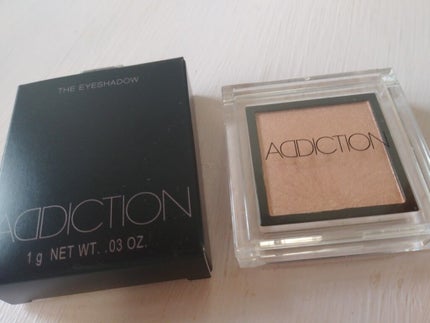 THE EYESHADOW
ADDICTION
1 g NET WT. .03 OZ.
ADDICTION